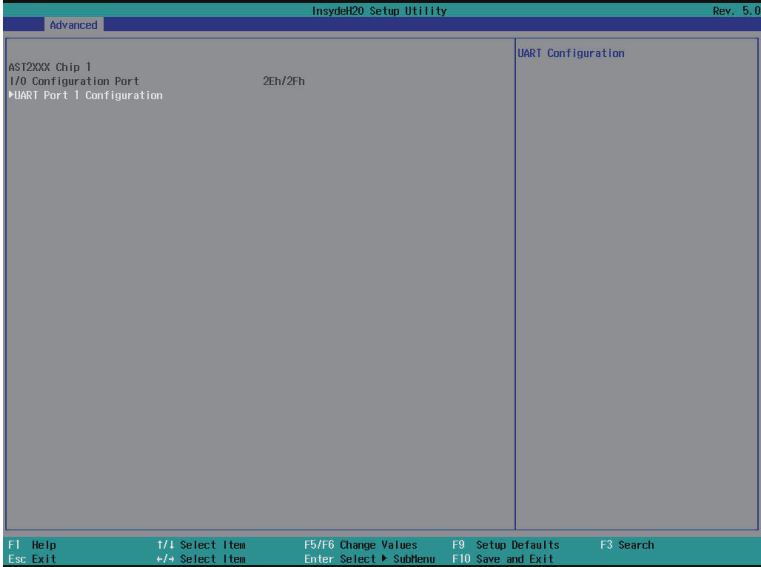 InsydeH2O Setup Utility Rev. 5.0
Advanced
UART Configuration
AST2XXX Chip 1
I/O Configuration Port 2Eh/2Fh
▶UART Port 1 Configuration
F1 Help ↑/↓ Select Item F5/F6 Change Values F9 Setup Defaults F3 Search
Esc Exit ←/→ Select Item Enter Select ▶ SubMenu F10 Save and Exit